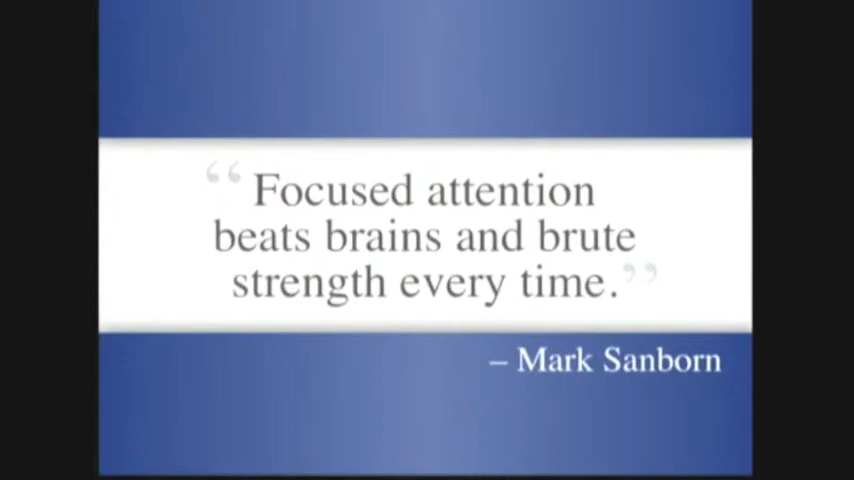 “Focused attention
beats brains and brute
strength every time.”
– Mark Sanborn